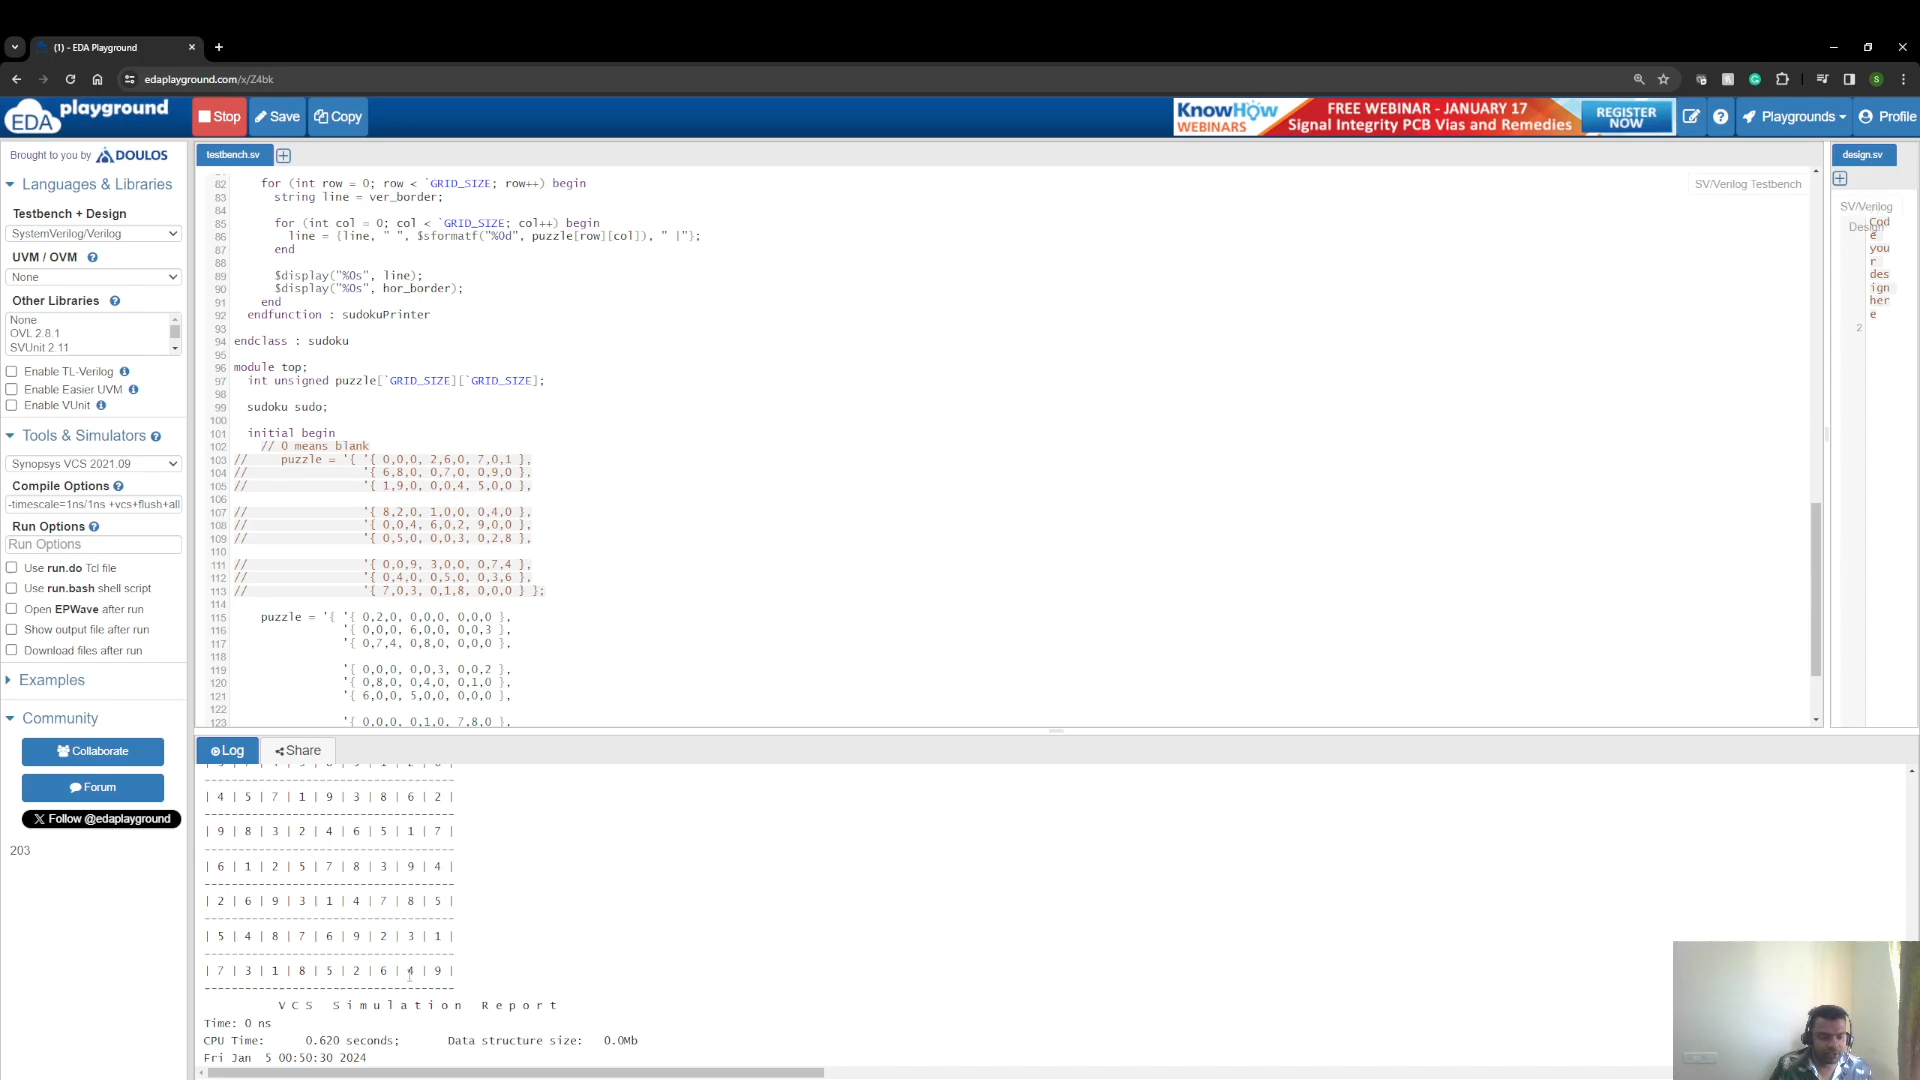 (1) - EDA Playground
edaplayground.com/x/Z4bk
EDA playground
Stop
Save
Copy
KnowHow WEBINARS
FREE WEBINAR - JANUARY 17
Signal Integrity PCB Vias and Remedies
REGISTER NOW
Playgrounds
Profile
Brought to you by DOULOS
Languages & Libraries
Testbench + Design
SystemVerilog/Verilog
UVM / OVM
None
Other Libraries
None
OVL 2.8.1
SVUnit 2.11
Enable TL-Verilog
Enable Easier UVM
Enable VUnit
Tools & Simulators
Synopsys VCS 2021.09
Compile Options
-timescale=1ns/1ns +vcs+flush+all
Run Options
Run Options
Use run.do Tcl file
Use run.bash shell script
Open EPWave after run
Show output file after run
Download files after run
Examples
Community
Collaborate
Forum
Follow @edaplayground
203
testbench.sv
SV/Verilog Testbench
82 for (int row = 0; row < `GRID_SIZE; row++) begin
83 string line = ver_border;
84
85 for (int col = 0; col < `GRID_SIZE; col++) begin
86 line = {line, " ", $sformatf("%0d", puzzle[row][col]), " |"};
87 end
88
89 $display("%0s", line);
90 $display("%0s", hor_border);
91 end
92 endfunction : sudokuPrinter
93
94 endclass : sudoku
95
96 module top;
97 int unsigned puzzle[`GRID_SIZE][`GRID_SIZE];
98
99 sudoku sudo;
100
101 initial begin
102 // 0 means blank
103 // puzzle = '{ '{ 0,0,0, 2,6,0, 7,0,1 },
104 // '{ 6,8,0, 0,7,0, 0,9,0 },
105 // '{ 1,9,0, 0,0,4, 5,0,0 },
106
107 // '{ 8,2,0, 1,0,0, 0,4,0 },
108 // '{ 0,0,4, 6,0,2, 9,0,0 },
109 // '{ 0,5,0, 0,0,3, 0,2,8 },
110
111 // '{ 0,0,9, 3,0,0, 0,7,4 },
112 // '{ 0,4,0, 0,5,0, 0,3,6 },
113 // '{ 7,0,3, 0,1,8, 0,0,0 } };
114
115 puzzle = '{ '{ 0,2,0, 0,0,0, 0,0,0 },
116 '{ 0,0,0, 6,0,0, 0,0,3 },
117 '{ 0,7,4, 0,8,0, 0,0,0 },
118
119 '{ 0,0,0, 0,0,3, 0,0,2 },
120 '{ 0,8,0, 0,4,0, 0,1,0 },
121 '{ 6,0,0, 5,0,0, 0,0,0 },
122
123 '{ 0,0,0, 0,1,0, 7,8,0 },
design.sv
SV/Verilog Design
Cod
e
you
r
des
ign
her
e
2
Log
Share
-------------------------------------
| 4 | 5 | 7 | 1 | 9 | 3 | 8 | 6 | 2 |
-------------------------------------
| 9 | 8 | 3 | 2 | 4 | 6 | 5 | 1 | 7 |
-------------------------------------
| 6 | 1 | 2 | 5 | 7 | 8 | 3 | 9 | 4 |
-------------------------------------
| 2 | 6 | 9 | 3 | 1 | 4 | 7 | 8 | 5 |
-------------------------------------
| 5 | 4 | 8 | 7 | 6 | 9 | 2 | 3 | 1 |
-------------------------------------
| 7 | 3 | 1 | 8 | 5 | 2 | 6 | 4 | 9 |
-------------------------------------
V C S S i m u l a t i o n R e p o r t
Time: 0 ns
CPU Time: 0.620 seconds; Data structure size: 0.0Mb
Fri Jan 5 00:50:30 2024